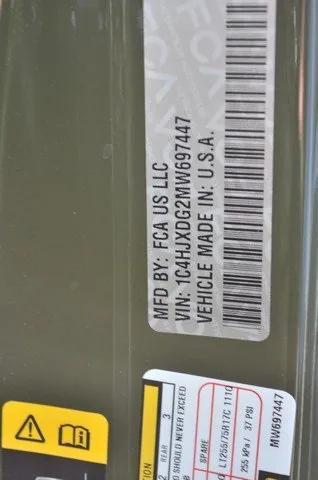 MFD BY: FCA US LLC
VIN: 1C4HJXDG2MW697447
VEHICLE MADE IN: U.S.A.
REAR 3
SHOULD NEVER EXCEED
SPARE
LT255/75R17C
255 kPa / 37 PSI
MW697447